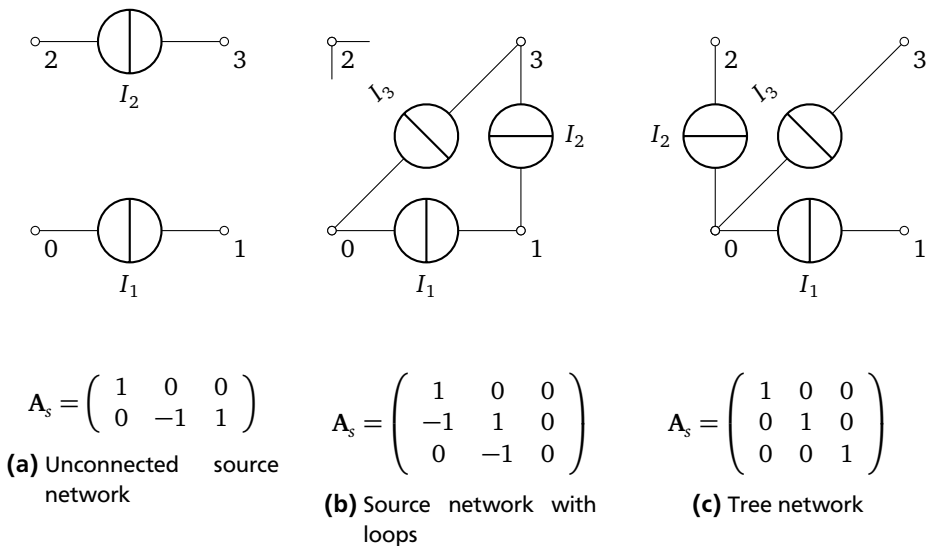 2
3
I2
0
1
I1
2
3
I3
I2
0
1
I1
2
3
I3
I2
0
1
I1
As = ( 1 0 0
0 −1 1 )
(a) Unconnected source
network
As = ( 1 0 0
−1 1 0
0 −1 0 )
(b) Source network with
loops
As = ( 1 0 0
0 1 0
0 0 1 )
(c) Tree network